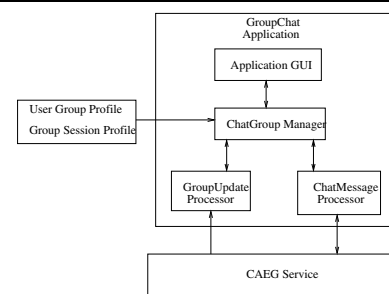 GroupChat
Application
Application GUI
User Group Profile
Group Session Profile
ChatGroup Manager
GroupUpdate
Processor
ChatMessage
Processor
CAEG Service